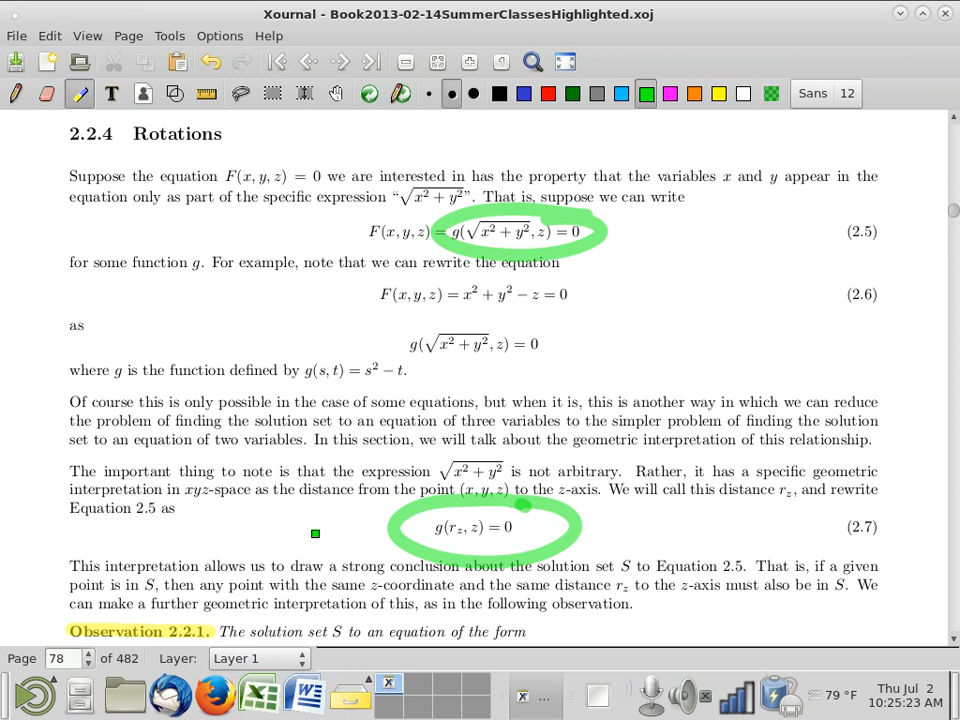 Xournal - Book2013-02-14SummerClassesHighlighted.xoj
File Edit View Page Tools Options Help
T Sans 12
2.2.4 Rotations
Suppose the equation F(x, y, z) = 0 we are interested in has the property that the variables x and y appear in the
equation only as part of the specific expression “√x² + y²”. That is, suppose we can write
F(x, y, z) = g(√x² + y², z) = 0 (2.5)
for some function g. For example, note that we can rewrite the equation
F(x, y, z) = x² + y² − z = 0 (2.6)
as
g(√x² + y², z) = 0
where g is the function defined by g(s, t) = s² − t.
Of course this is only possible in the case of some equations, but when it is, this is another way in which we can reduce
the problem of finding the solution set to an equation of three variables to the simpler problem of finding the solution
set to an equation of two variables. In this section, we will talk about the geometric interpretation of this relationship.
The important thing to note is that the expression √x² + y² is not arbitrary. Rather, it has a specific geometric
interpretation in xyz-space as the distance from the point (x, y, z) to the z-axis. We will call this distance r_z, and rewrite
Equation 2.5 as
g(r_z, z) = 0 (2.7)
This interpretation allows us to draw a strong conclusion about the solution set S to Equation 2.5. That is, if a given
point is in S, then any point with the same z-coordinate and the same distance r_z to the z-axis must also be in S. We
can make a further geometric interpretation of this, as in the following observation.
Observation 2.2.1. The solution set S to an equation of the form
Page 78 of 482 Layer: Layer 1
X W X ... 79 °F Thu Jul 2
10:25:23 AM